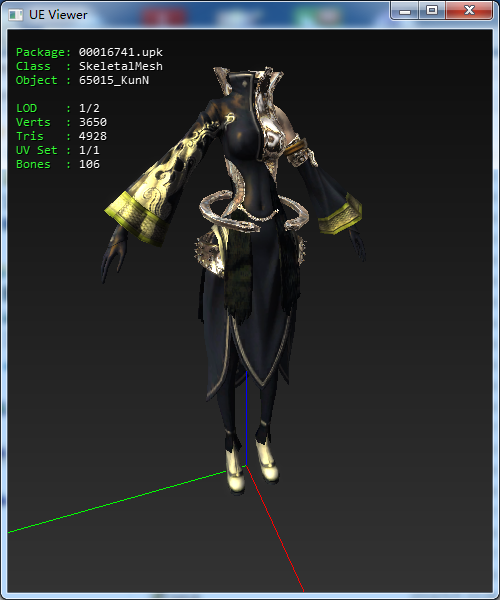 UE Viewer
Package: 00016741.upk
Class : SkeletalMesh
Object : 65015_KunN
LOD : 1/2
Verts : 3650
Tris : 4928
UV Set : 1/1
Bones : 106